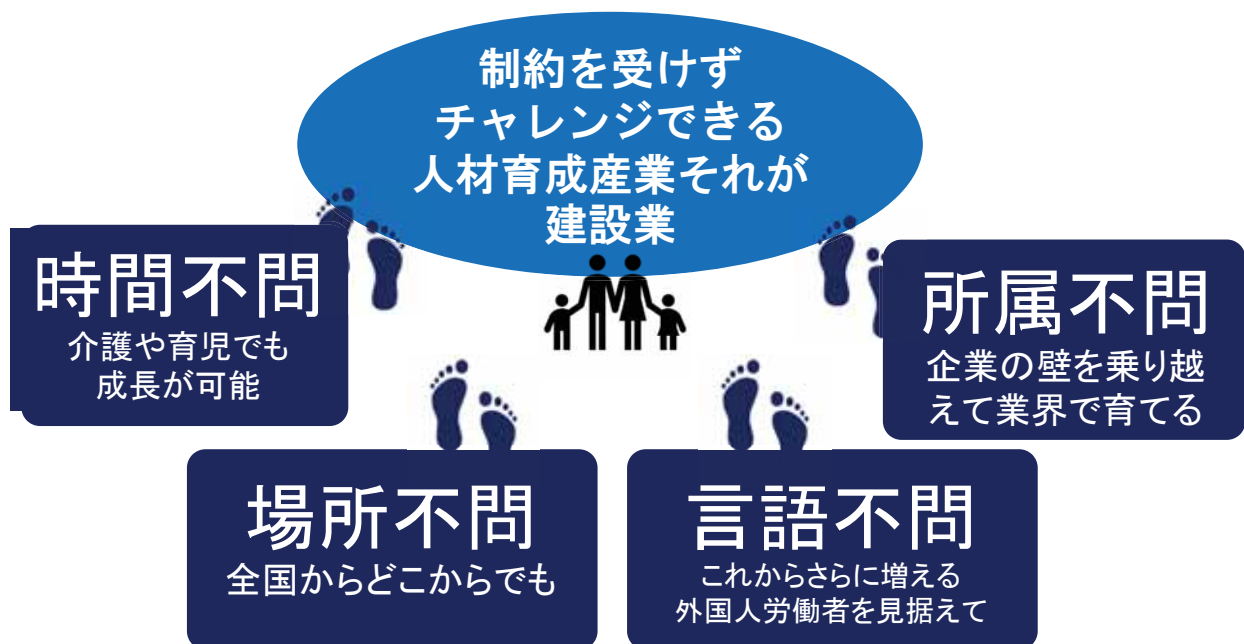 制約を受けず
チャレンジできる
人材育成産業それが
建設業
時間不問
介護や育児でも
成長が可能
所属不問
企業の壁を乗り越
えて業界で育てる
場所不問
全国からどこからでも
言語不問
これからさらに増える
外国人労働者を見据えて